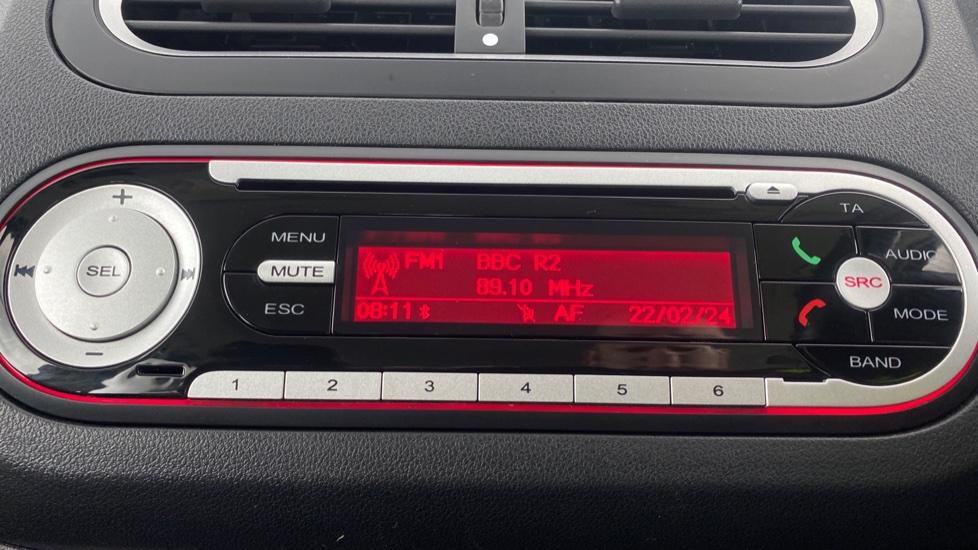 TA
MENU
AUDIO
FM1 BBC R2
SEL
MUTE
SRC
89.10 MHz
ESC
08:11 AF 22/02/24
MODE
BAND
1 2 3 4 5 6